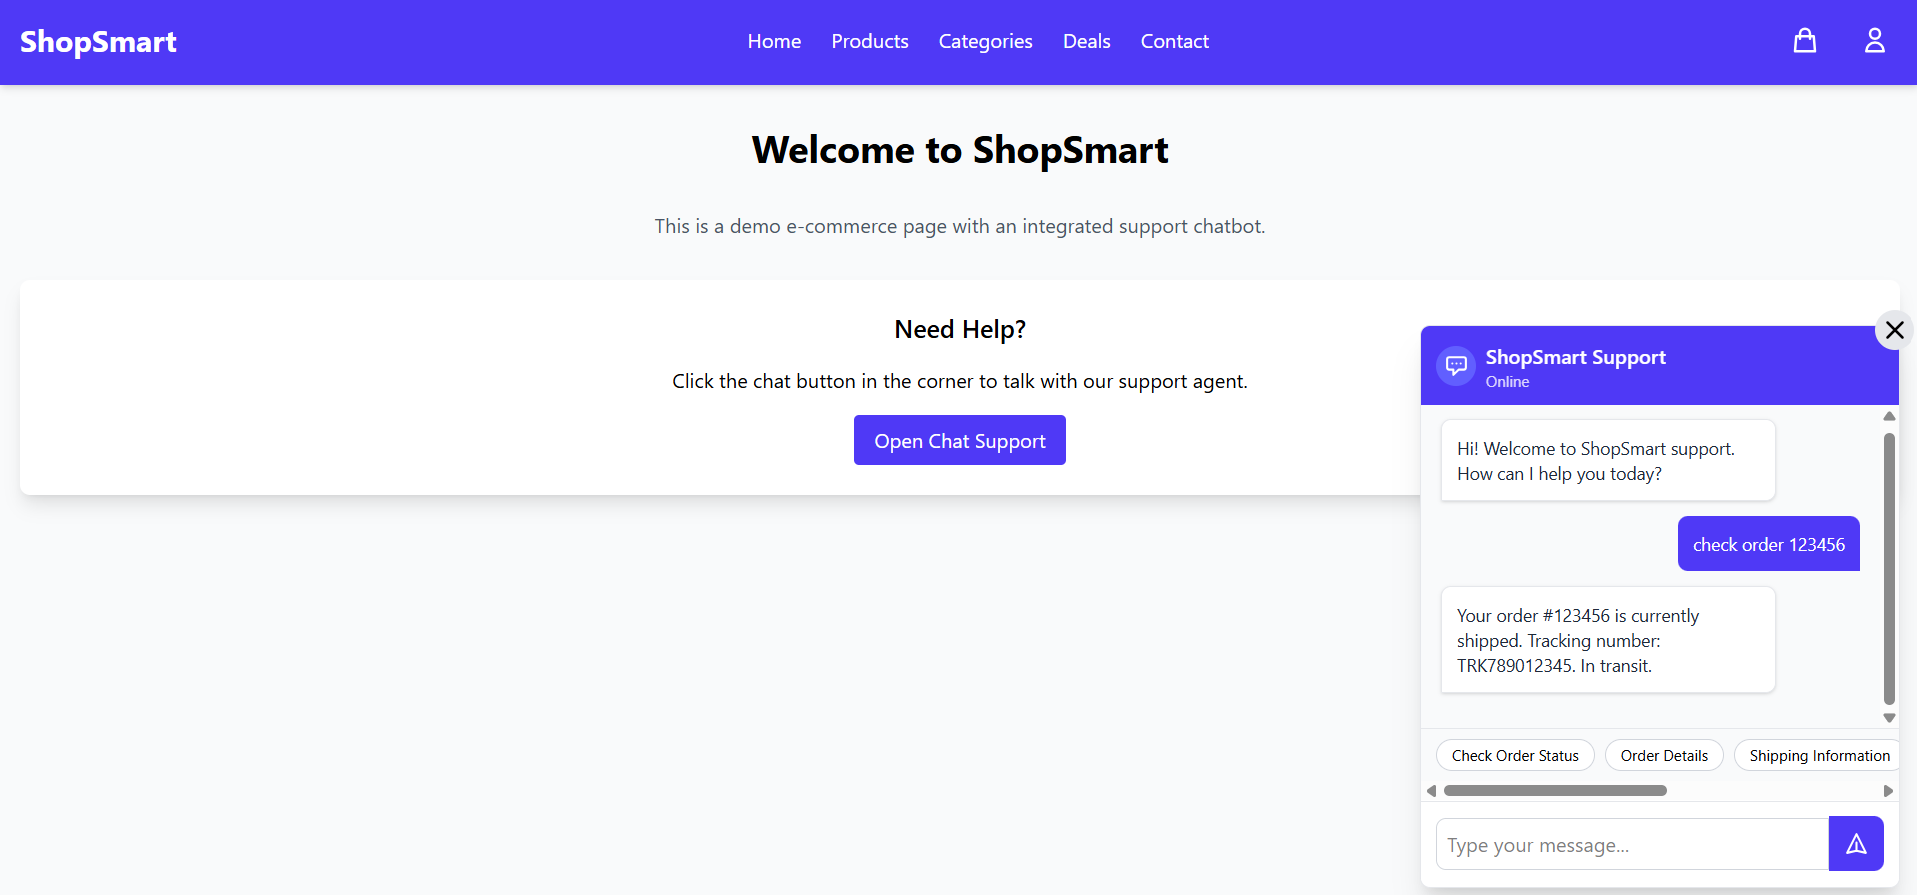 ShopSmart
Home
Products
Categories
Deals
Contact
Welcome to ShopSmart
This is a demo e-commerce page with an integrated support chatbot.
Need Help?
Click the chat button in the corner to talk with our support agent.
Open Chat Support
ShopSmart Support
Online
Hi! Welcome to ShopSmart support.
How can I help you today?
check order 123456
Your order #123456 is currently
shipped. Tracking number:
TRK789012345. In transit.
Check Order Status
Order Details
Shipping Information
Type your message...